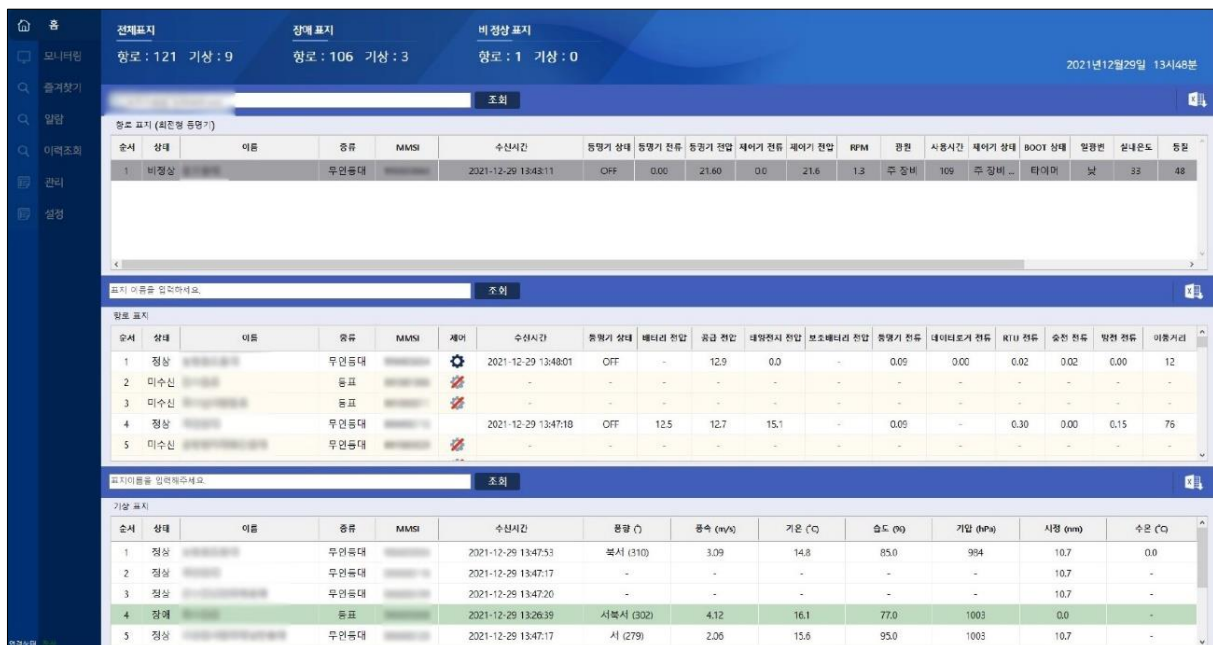 홈
모니터링
즐겨찾기
알람
이력조회
관리
설정
전체표지 장애 표지 비 정상 표지
항로 : 121 기상 : 9 항로 : 106 기상 : 3 항로 : 1 기상 : 0
2021년12월29일 13시48분
조회
항로 표지 (회전형 등명기)
순서 상태 이름 종류 MMSI 수신시간 등명기 상태 등명기 전류 등명기 전압 제어기 전류 제어기 전압 RPM 광원 사용시간 제어기 상태 BOOT 상태 일광번 실내온도 등질
1 비정상 무인등대 2021-12-29 13:43:11 OFF 0.00 21.60 0.0 21.6 1.3 주 장비 109 주 장비 .. 타이머 낮 33 48
표지 이름을 입력하세요. 조회
항로 표지
순서 상태 이름 종류 MMSI 제어 수신시간 등명기 상태 배터리 전압 공급 전압 태양전지 전압 보조배터리 전압 등명기 전류 데이터로거 전류 RTU 전류 충전 전류 방전 전류 이동거리
1 정상 무인등대 2021-12-29 13:48:01 OFF - 12.9 0.0 - 0.09 0.00 0.02 0.02 0.00 12
2 미수신 등표 - - - - - - - - - - - -
3 미수신 등표 - - - - - - - - - - - -
4 정상 무인등대 2021-12-29 13:47:18 OFF 12.5 12.7 15.1 - 0.09 - 0.30 0.00 0.15 76
5 미수신 무인등대 - - - - - - - - - - - -
표지이름을 입력해주세요. 조회
기상 표지
순서 상태 이름 종류 MMSI 수신시간 풍향 (°) 풍속 (m/s) 기온 (°C) 습도 (%) 기압 (hPa) 시정 (nm) 수온 (°C)
1 정상 무인등대 2021-12-29 13:47:53 북서 (310) 3.09 14.8 85.0 984 10.7 0.0
2 정상 무인등대 2021-12-29 13:47:17 - - - - - 10.7 -
3 정상 무인등대 2021-12-29 13:47:20 - - - - - 10.7 -
4 장애 등표 2021-12-29 13:26:39 서북서 (302) 4.12 16.1 77.0 1003 0.0 -
5 정상 무인등대 2021-12-29 13:47:17 서 (279) 2.06 15.6 95.0 1003 10.7 -